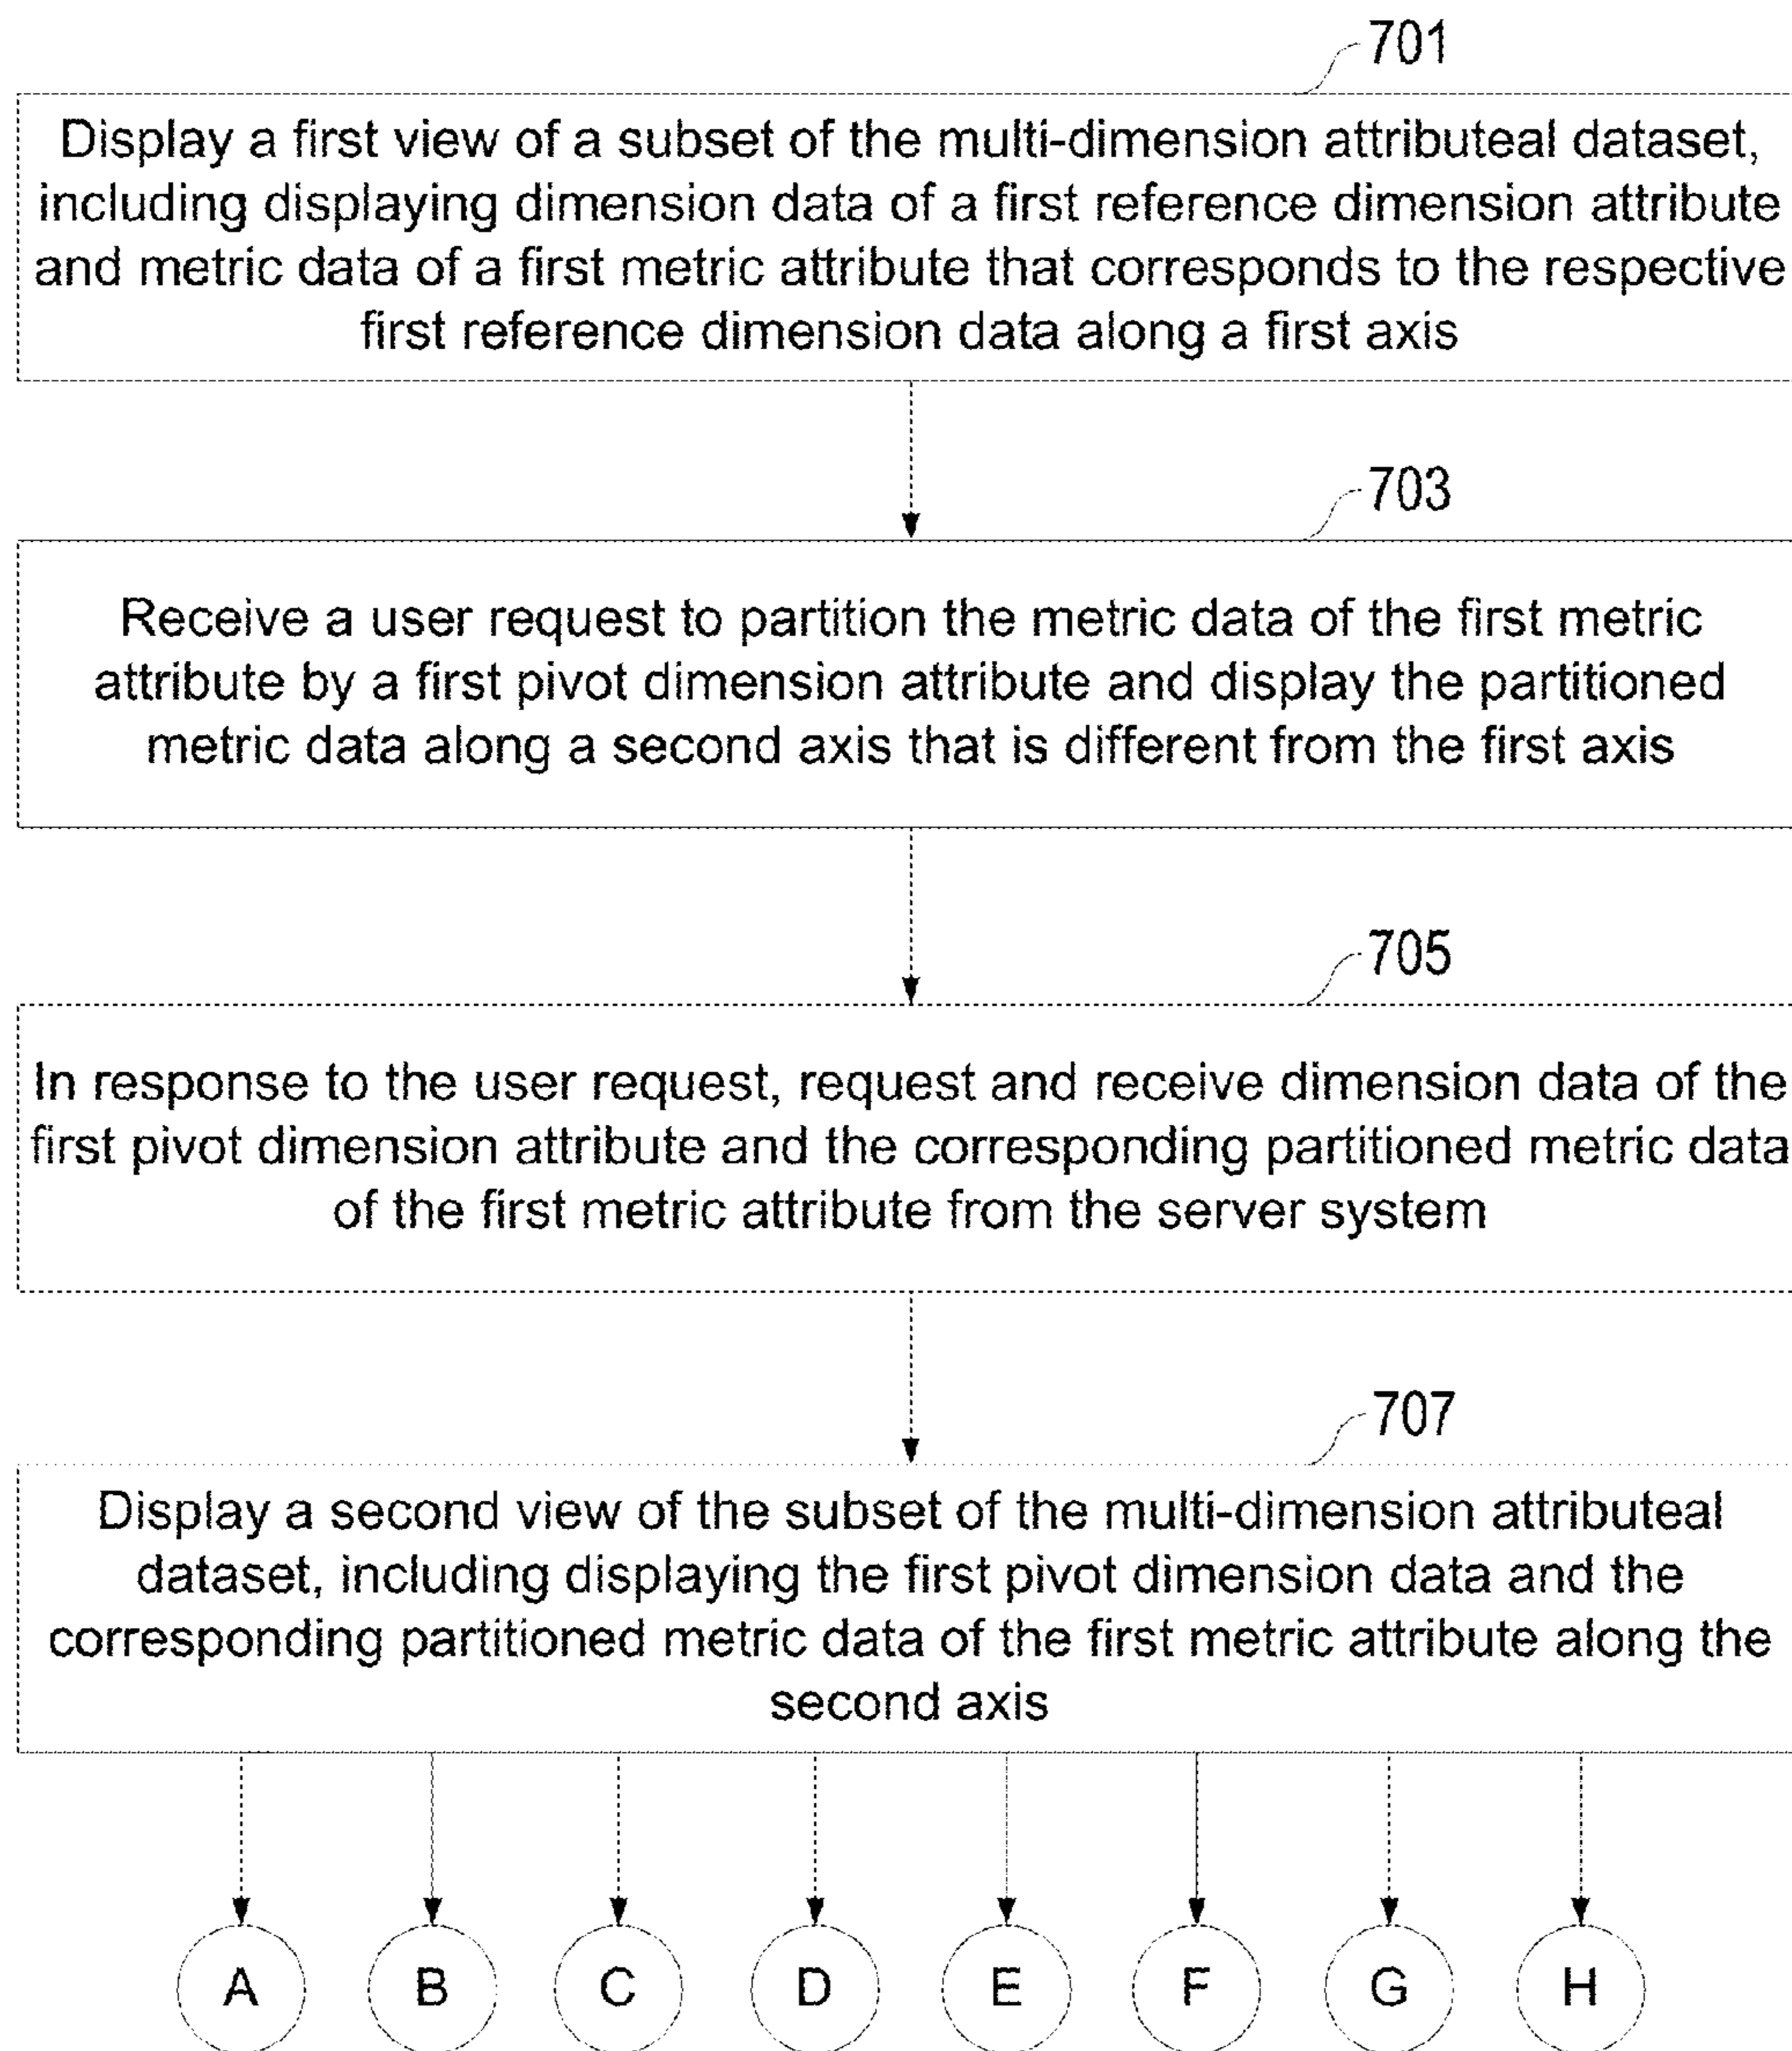 701
Display a first view of a subset of the multi-dimension attributeal dataset,
including displaying dimension data of a first reference dimension attribute
and metric data of a first metric attribute that corresponds to the respective
first reference dimension data along a first axis
703
Receive a user request to partition the metric data of the first metric
attribute by a first pivot dimension attribute and display the partitioned
metric data along a second axis that is different from the first axis
705
In response to the user request, request and receive dimension data of the
first pivot dimension attribute and the corresponding partitioned metric data
of the first metric attribute from the server system
707
Display a second view of the subset of the multi-dimension attributeal
dataset, including displaying the first pivot dimension data and the
corresponding partitioned metric data of the first metric attribute along the
second axis
A B C D E F G H